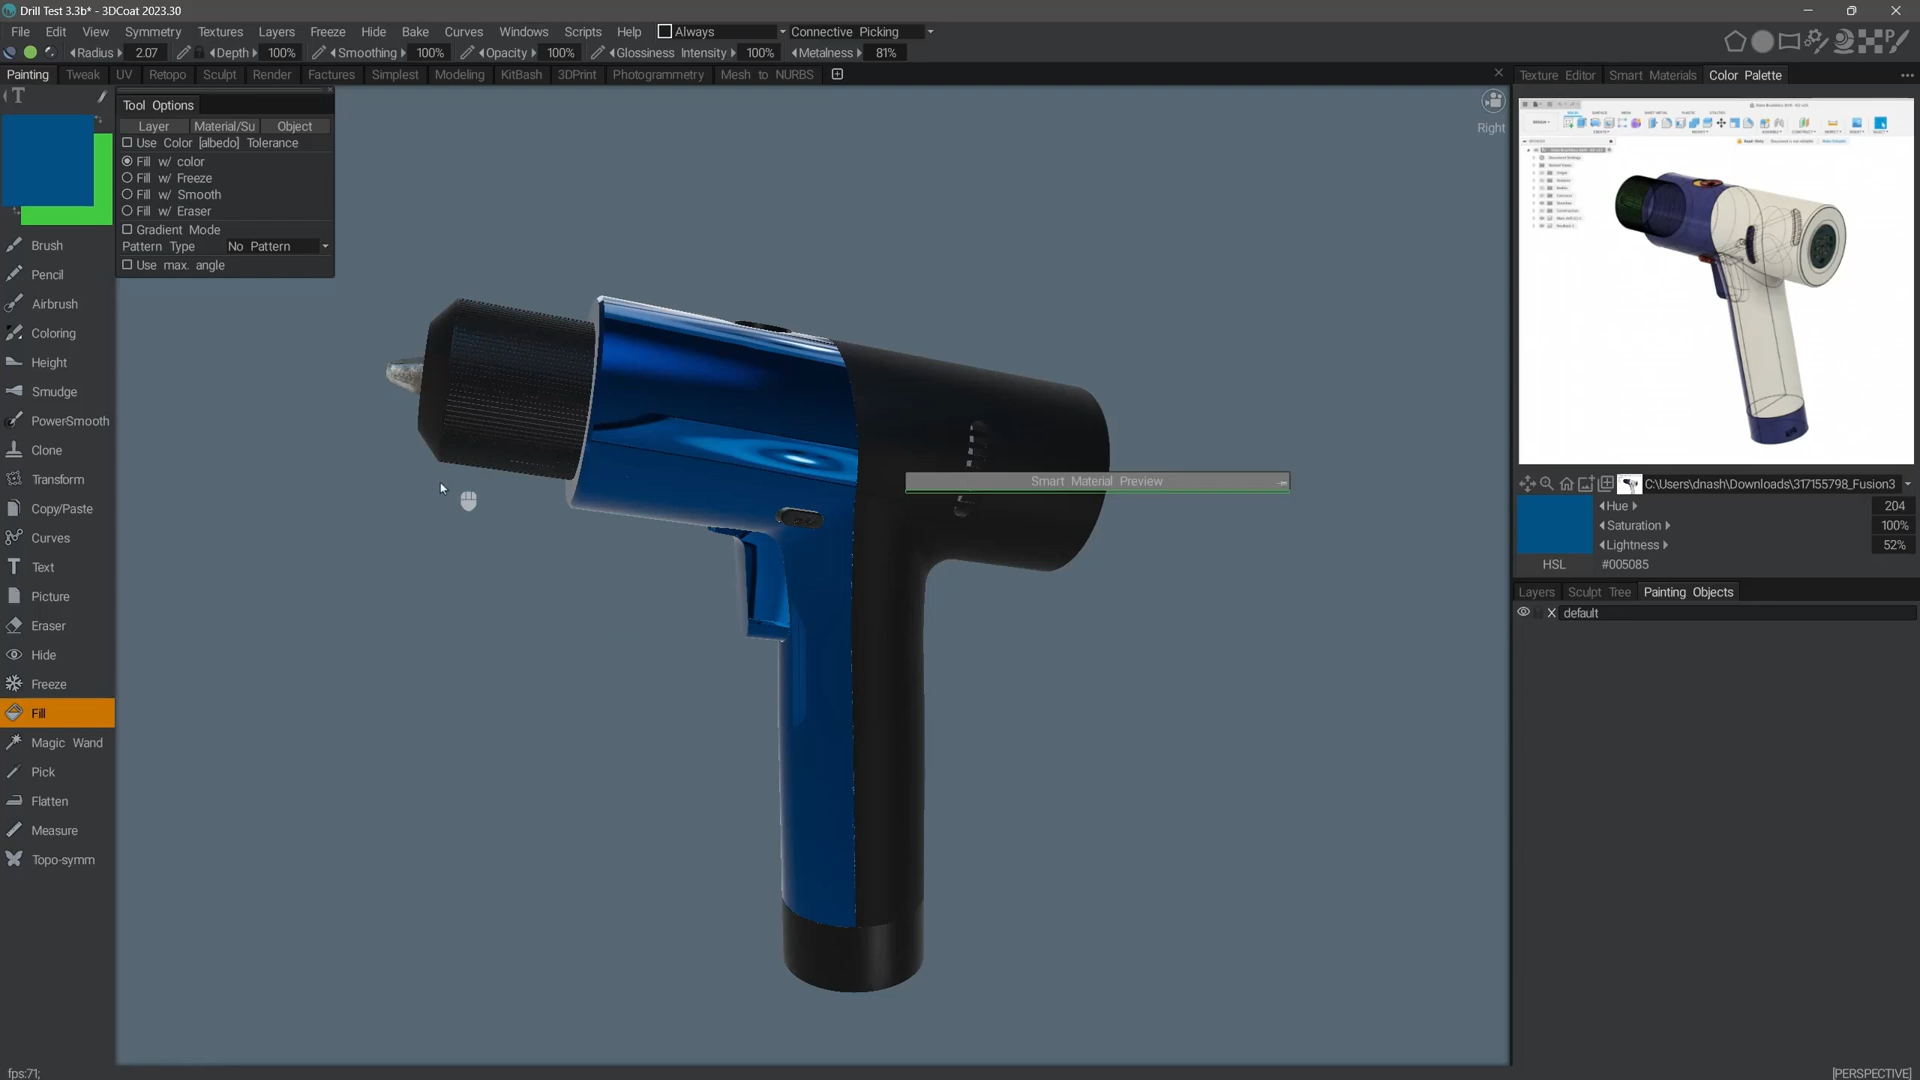 Drill Test 3.3b* - 3DCoat 2023.30
File Edit View Symmetry Textures Layers Freeze Hide Bake Curves Windows Scripts Help Always Connective Picking
Radius 2.07 Depth 100% Smoothing 100% Opacity 100% Glossiness Intensity 100% Metalness 81%
Painting Tweak UV Retopo Sculpt Render Factures Simplest Modeling KitBash 3DPrint Photogrammetry Mesh to NURBS
Texture Editor Smart Materials Color Palette
Tool Options
Layer Material/Su Object
Use Color [albedo] Tolerance
Fill w/ color
Fill w/ Freeze
Fill w/ Smooth
Fill w/ Eraser
Gradient Mode
Pattern Type No Pattern
Use max. angle
Right
Brush
Pencil
Airbrush
Coloring
Height
Smudge
PowerSmooth
Clone
Transform
Copy/Paste
Curves
Text
Picture
Eraser
Hide
Freeze
Fill
Magic Wand
Pick
Flatten
Measure
Topo-symm
Smart Material Preview
C:\Users\dnash\Downloads\317155798_Fusion3
Hue 204
Saturation 100%
Lightness 52%
HSL #005085
Layers Sculpt Tree Painting Objects
X default
fps:71;
[PERSPECTIVE]